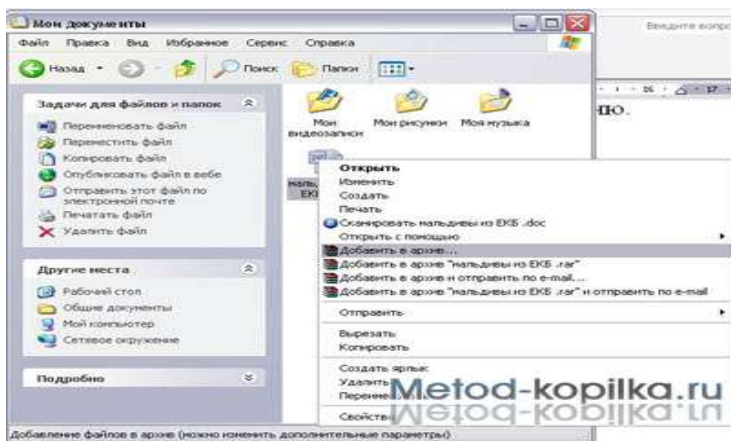 Мои документы
Введите вопрос
Файл Правка Вид Избранное Сервис Справка
Назад Поиск Папки
16 17
Задачи для файлов и папок
Переименовать файл
Переместить файл
Копировать файл
Опубликовать файл в вебе
Отправить этот файл по
электронной почте
Печатать файл
Удалить файл
Другие места
Рабочий стол
Общие документы
Мой компьютер
Сетевое окружение
Подробно
Мои
видеозаписи
Мои рисунки
Моя музыка
Открыть
Изменить
Создать
Печать
Сканировать мальдивы из ЕКБ .doc
Открыть с помощью
Добавить в архив...
Добавить в архив "мальдивы из ЕКБ .rar"
Добавить в архив и отправить по e-mail...
Добавить в архив "мальдивы из ЕКБ .rar" и отправить по e-mail
Отправить
Вырезать
Копировать
Создать ярлык
Удалить
Свойства
Metod-kopilka.ru
Добавление файлов в архив (можно изменить дополнительные параметры)